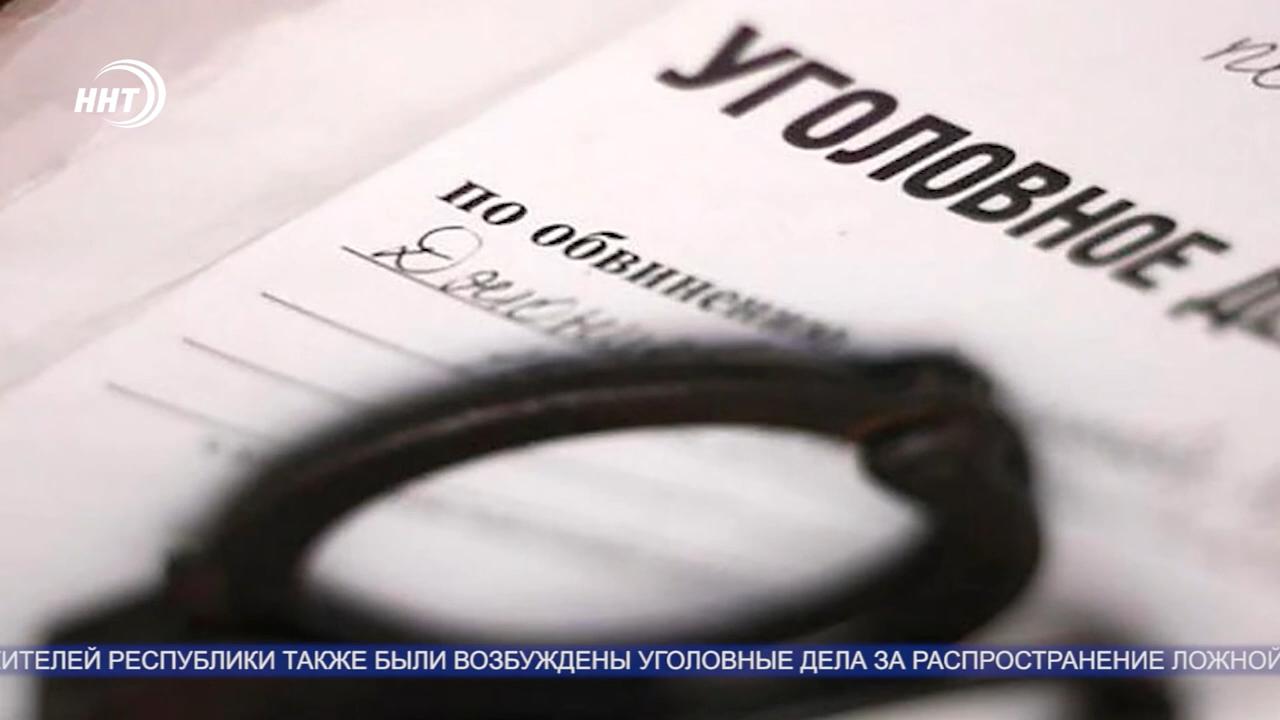 ННТ
УГОЛОВНОЕ
по обвинению
ИТЕЛЕЙ РЕСПУБЛИКИ ТАКЖЕ БЫЛИ ВОЗБУЖДЕНЫ УГОЛОВНЫЕ ДЕЛА ЗА РАСПРОСТРАНЕНИЕ ЛОЖНОЙ